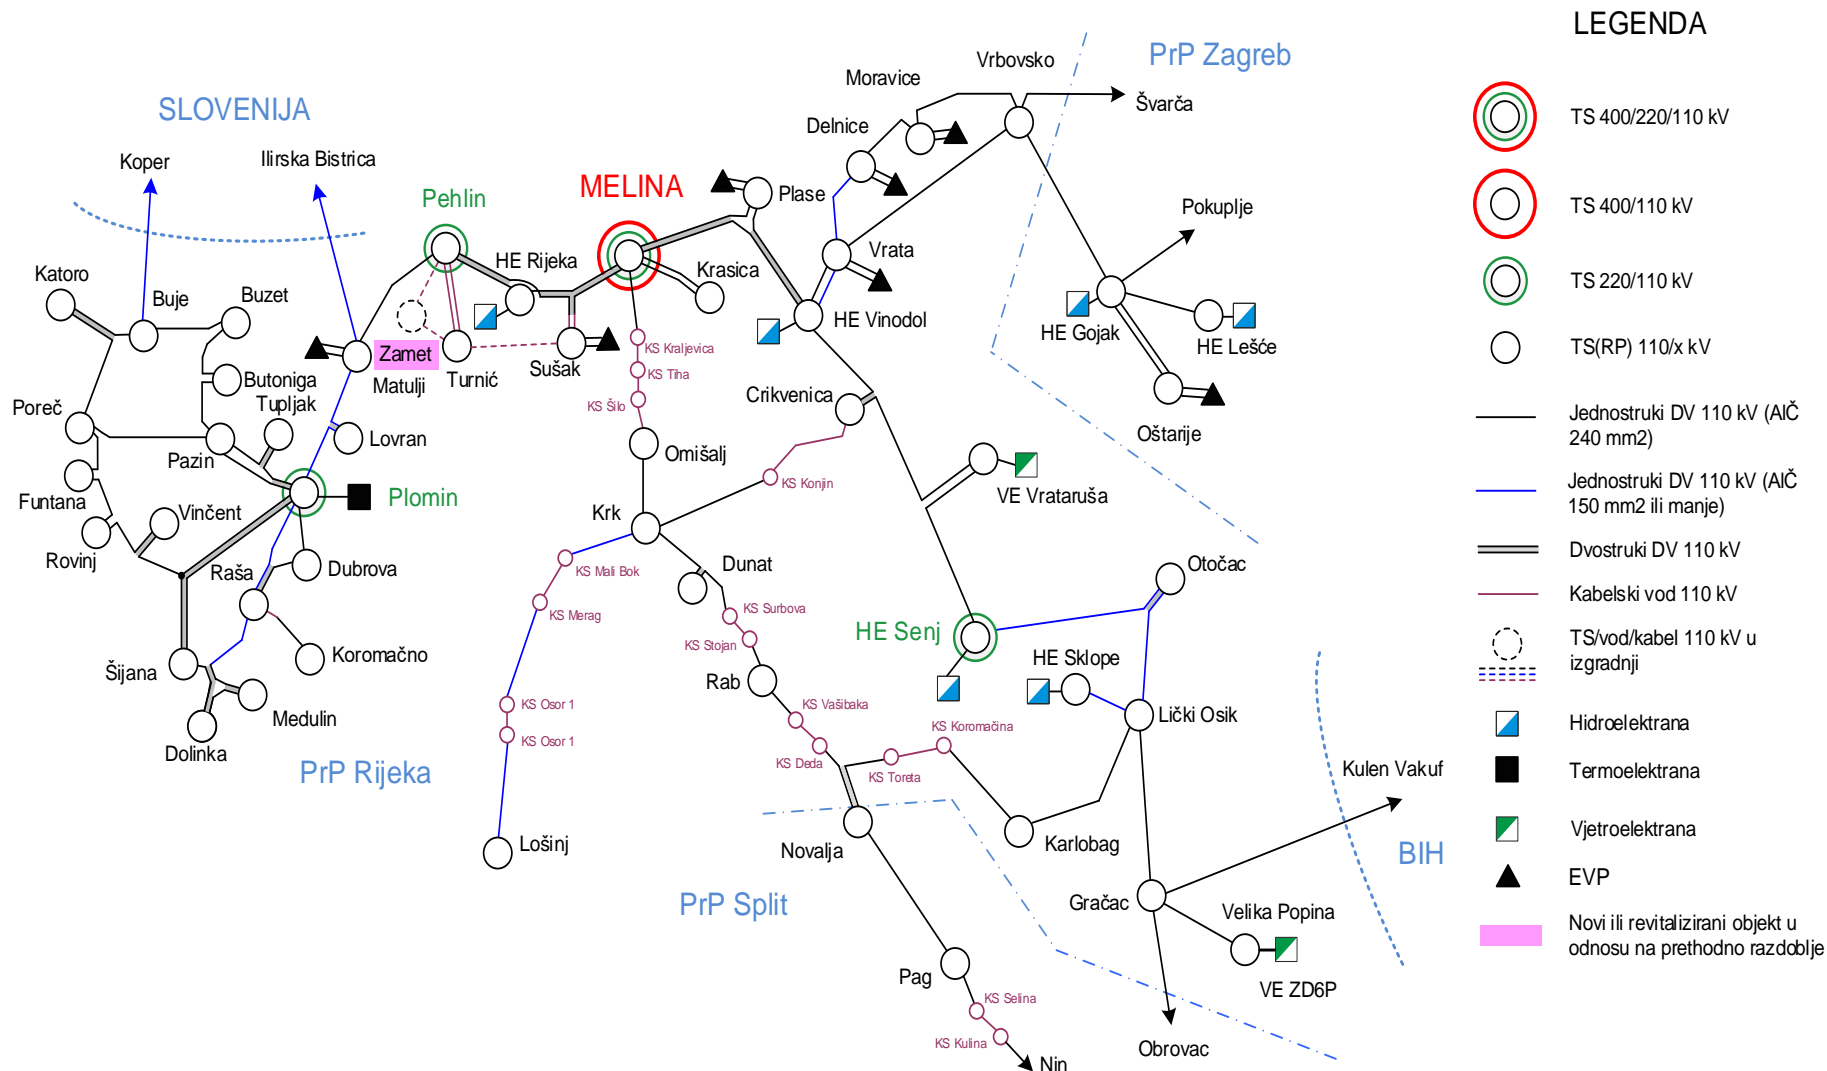 LEGENDA
TS 400/220/110 kV
TS 400/110 kV
TS 220/110 kV
TS(RP) 110/x kV
Jednostruki DV 110 kV (AlČ
240 mm2)
Jednostruki DV 110 kV (AlČ
150 mm2 ili manje)
Dvostruki DV 110 kV
Kabelski vod 110 kV
TS/vod/kabel 110 kV u
izgradnji
Hidroelektrana
Termoelektrana
Vjetroelektrana
EVP
Novi ili revitalizirani objekt u
odnosu na prethodno razdoblje
SLOVENIJA
PrP Zagreb
PrP Rijeka
PrP Split
BIH
Koper
Ilirska Bistrica
Pehlin
MELINA
Moravice
Vrbovsko
Švarča
Delnice
Plase
Pokuplje
Vrata
Krasica
HE Rijeka
HE Vinodol
HE Gojak
HE Lešće
Oštarije
Katoro
Buje
Buzet
Zamet
Matulji
Turnić
Sušak
KS Kraljevica
KS Tiha
KS Šilo
Crikvenica
Butoniga
Tupljak
Poreč
Pazin
Lovran
Omišalj
KS Konjin
VE Vrataruša
Funtana
Vinčent
Plomin
Rovinj
Krk
Raša
Dubrova
KS Mali Bok
KS Merag
Dunat
KS Surbova
KS Stojan
Otočac
HE Senj
Koromačno
Šijana
Medulin
Dolinka
Rab
HE Sklope
Lički Osik
KS Osor 1
KS Osor 1
KS Vašibaka
KS Deda
KS Koromačina
KS Toreta
Kulen Vakuf
Lošinj
Novalja
Karlobag
Gračac
Velika Popina
VE ZD6P
Pag
KS Selina
KS Kulina
Nin
Obrovac